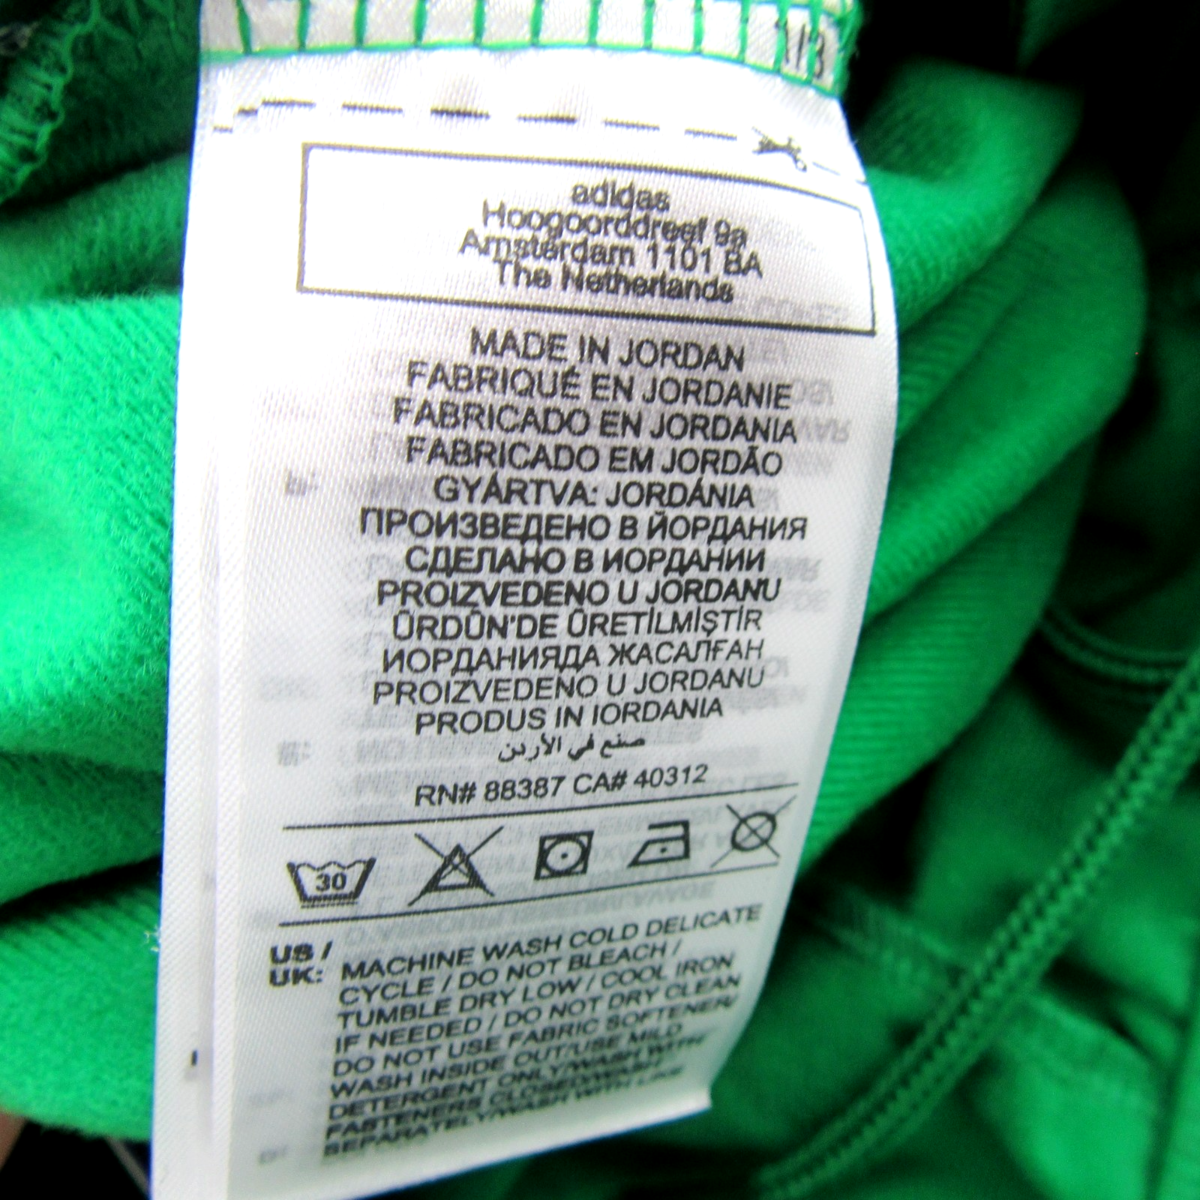 1/3
adidas
Hoogoorddreef 9a
Amsterdam 1101 BA
The Netherlands
MADE IN JORDAN
FABRIQUÉ EN JORDANIE
FABRICADO EN JORDANIA
FABRICADO EM JORDÃO
GYÁRTVA: JORDÁNIA
ПРОИЗВЕДЕНО В ЙОРДАНИЯ
СДЕЛАНО В ИОРДАНИИ
PROIZVEDENO U JORDANU
ÜRDÜN'DE ÜRETİLMİŞTİR
ИОРДАНИЯДА ЖАСАЛҒАН
PROIZVEDENO U JORDANU
PRODUS IN IORDANIA
صنع في الأردن
RN# 88387 CA# 40312
30
US /
UK: MACHINE WASH COLD DELICATE
CYCLE / DO NOT BLEACH /
TUMBLE DRY LOW / COOL IRON
IF NEEDED / DO NOT DRY CLEAN
DO NOT USE FABRIC SOFTENER/
WASH INSIDE OUT/USE MILD
DETERGENT ONLY/WASH WITH
FASTENERS CLOSED/WASH
SEPARATELY/WASH WITH LIKE